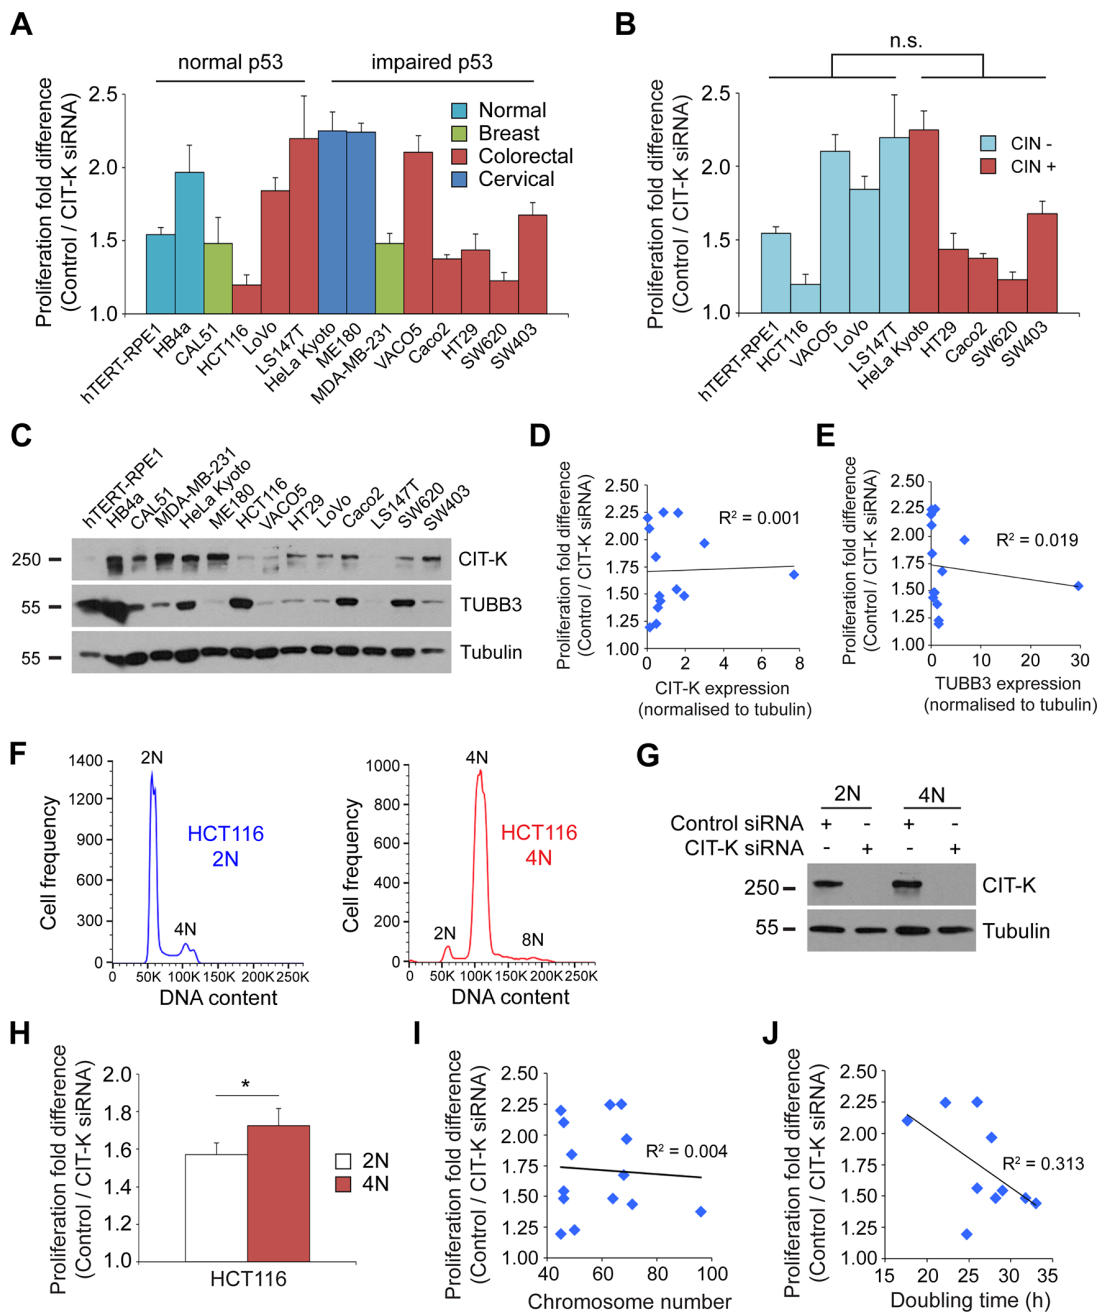 A
normal p53
impaired p53
Proliferation fold difference
(Control / CIT-K siRNA)
2.5
2.0
1.5
1.0
Normal
Breast
Colorectal
Cervical
hTERT-RPE1
HB4a
CAL51
HCT116
LoVo
LS147T
HeLa Kyoto
ME180
MDA-MB-231
VACO5
Caco2
HT29
SW620
SW403
B
n.s.
Proliferation fold difference
(Control / CIT-K siRNA)
2.5
2.0
1.5
1.0
CIN -
CIN +
hTERT-RPE1
HCT116
VACO5
LoVo
LS147T
HeLa Kyoto
HT29
Caco2
SW620
SW403
C
hTERT-RPE1
HB4a
CAL51
MDA-MB-231
HeLa Kyoto
ME180
HCT116
VACO5
HT29
LoVo
Caco2
LS147T
SW620
SW403
250
CIT-K
55
TUBB3
55
Tubulin
D
Proliferation fold difference
(Control / CIT-K siRNA)
2.50
2.25
2.00
1.75
1.50
1.25
1.00
R² = 0.001
0 2 4 6 8
CIT-K expression
(normalised to tubulin)
E
Proliferation fold difference
(Control / CIT-K siRNA)
2.50
2.25
2.00
1.75
1.50
1.25
1.00
R² = 0.019
0 10 20 30
TUBB3 expression
(normalised to tubulin)
F
Cell frequency
1400
1200
900
600
300
0
2N
HCT116
2N
4N
0 50K 100K 150K 200K 250K
DNA content
Cell frequency
1000
800
600
400
200
0
4N
HCT116
4N
2N
8N
0 50K 100K 150K 200K 250K
DNA content
G
2N 4N
Control siRNA + - + -
CIT-K siRNA - + - +
250
CIT-K
55
Tubulin
H
Proliferation fold difference
(Control / CIT-K siRNA)
2.0
1.8
1.6
1.4
1.2
1.0
*
2N
4N
HCT116
I
Proliferation fold difference
(Control / CIT-K siRNA)
2.50
2.25
2.00
1.75
1.50
1.25
1.00
R² = 0.004
40 60 80 100
Chromosome number
J
Proliferation fold difference
(Control / CIT-K siRNA)
2.50
2.25
2.00
1.75
1.50
1.25
1.00
R² = 0.313
15 20 25 30 35
Doubling time (h)